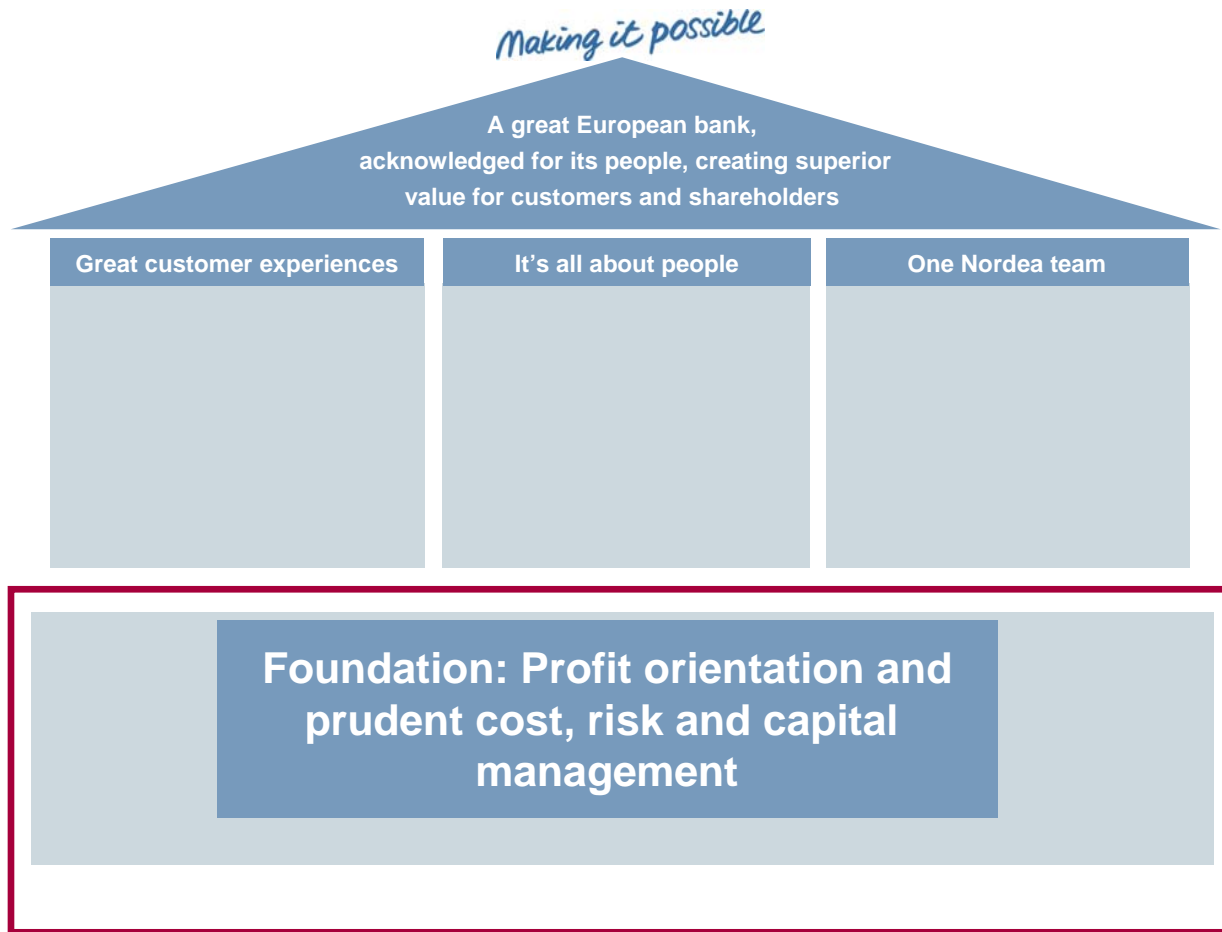 Making it possible
A great European bank,
acknowledged for its people, creating superior
value for customers and shareholders
Great customer experiences
It's all about people
One Nordea team
Foundation: Profit orientation and
prudent cost, risk and capital
management